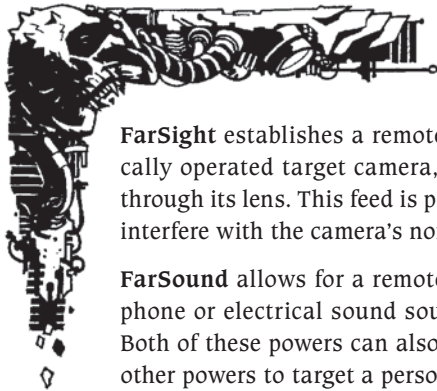 FarSight establishes a remote
cally operated target camera,
through its lens. This feed is p
interfere with the camera's no
FarSound allows for a remote
phone or electrical sound sou
Both of these powers can also
other powers to target a perso